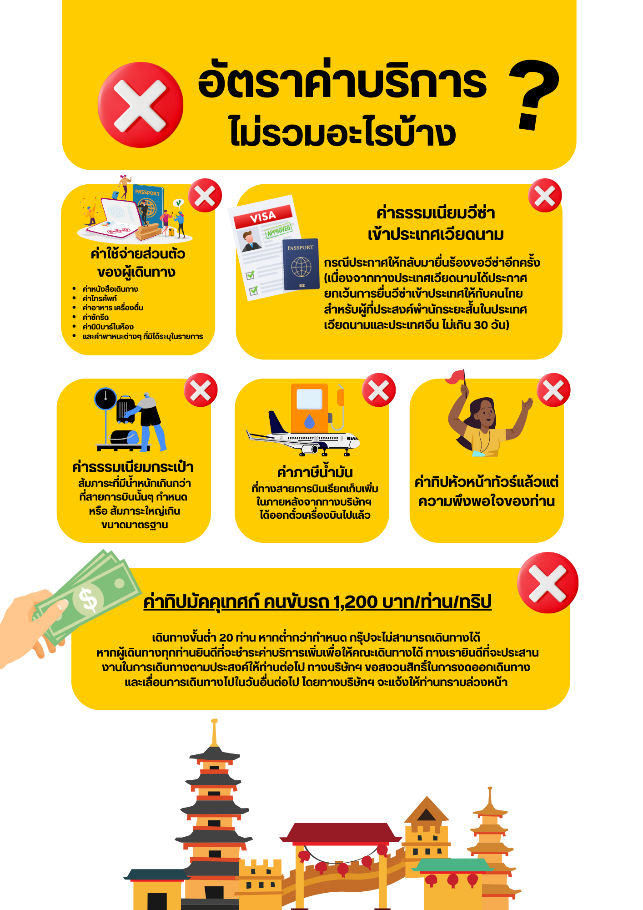 อัตราค่าบริการ
ไม่รวมอะไรบ้าง
?
PASSPORT
ค่าใช้จ่ายส่วนตัว
ของผู้เดินทาง
• ค่าหนังสือเดินทาง
• ค่าโทรศัพท์
• ค่าอาหาร เครื่องดื่ม
• ค่าซักรีด
• ค่ามินิบาร์ในห้อง
• และค่าพาหนะต่างๆ ที่มิได้ระบุในรายการ
VISA
APPROVED
PASSPORT
ค่าธรรมเนียมวีซ่า
เข้าประเทศเวียดนาม
กรณีประกาศให้กลับมายื่นร้องขอวีซ่าอีกครั้ง
(เนื่องจากทางประเทศเวียดนามได้ประกาศ
ยกเว้นการยื่นวีซ่าเข้าประเทศให้กับคนไทย
สำหรับผู้ที่ประสงค์พำนักระยะสั้นในประเทศ
เวียดนามและประเทศจีน ไม่เกิน 30 วัน)
ค่าธรรมเนียมกระเป๋า
สัมภาระที่มีน้ำหนักเกินกว่า
ที่สายการบินนั้นๆ กำหนด
หรือ สัมภาระใหญ่เกิน
ขนาดมาตรฐาน
ค่าภาษีน้ำมัน
ที่ทางสายการบินเรียกเก็บเพิ่ม
ในภายหลังจากทางบริษัทฯ
ได้ออกตั๋วเครื่องบินไปแล้ว
ค่าทิปหัวหน้าทัวร์แล้วแต่
ความพึงพอใจของท่าน
$
ค่าทิปมัคคุเทศก์ คนขับรถ 1,200 บาท/ท่าน/ทริป
เดินทางขั้นต่ำ 20 ท่าน หากต่ำกว่ากำหนด กรุ๊ปจะไม่สามารถเดินทางได้
หากผู้เดินทางทุกท่านยินดีที่จะชำระค่าบริการเพิ่มเพื่อให้คณะเดินทางได้ ทางเรายินดีที่จะประสาน
งานในการเดินทางตามประสงค์ให้ท่านต่อไป ทางบริษัทฯ ขอสงวนสิทธิ์ในการงดออกเดินทาง
และเลื่อนการเดินทางไปในวันอื่นต่อไป โดยทางบริษัทฯ จะแจ้งให้ท่านทราบล่วงหน้า